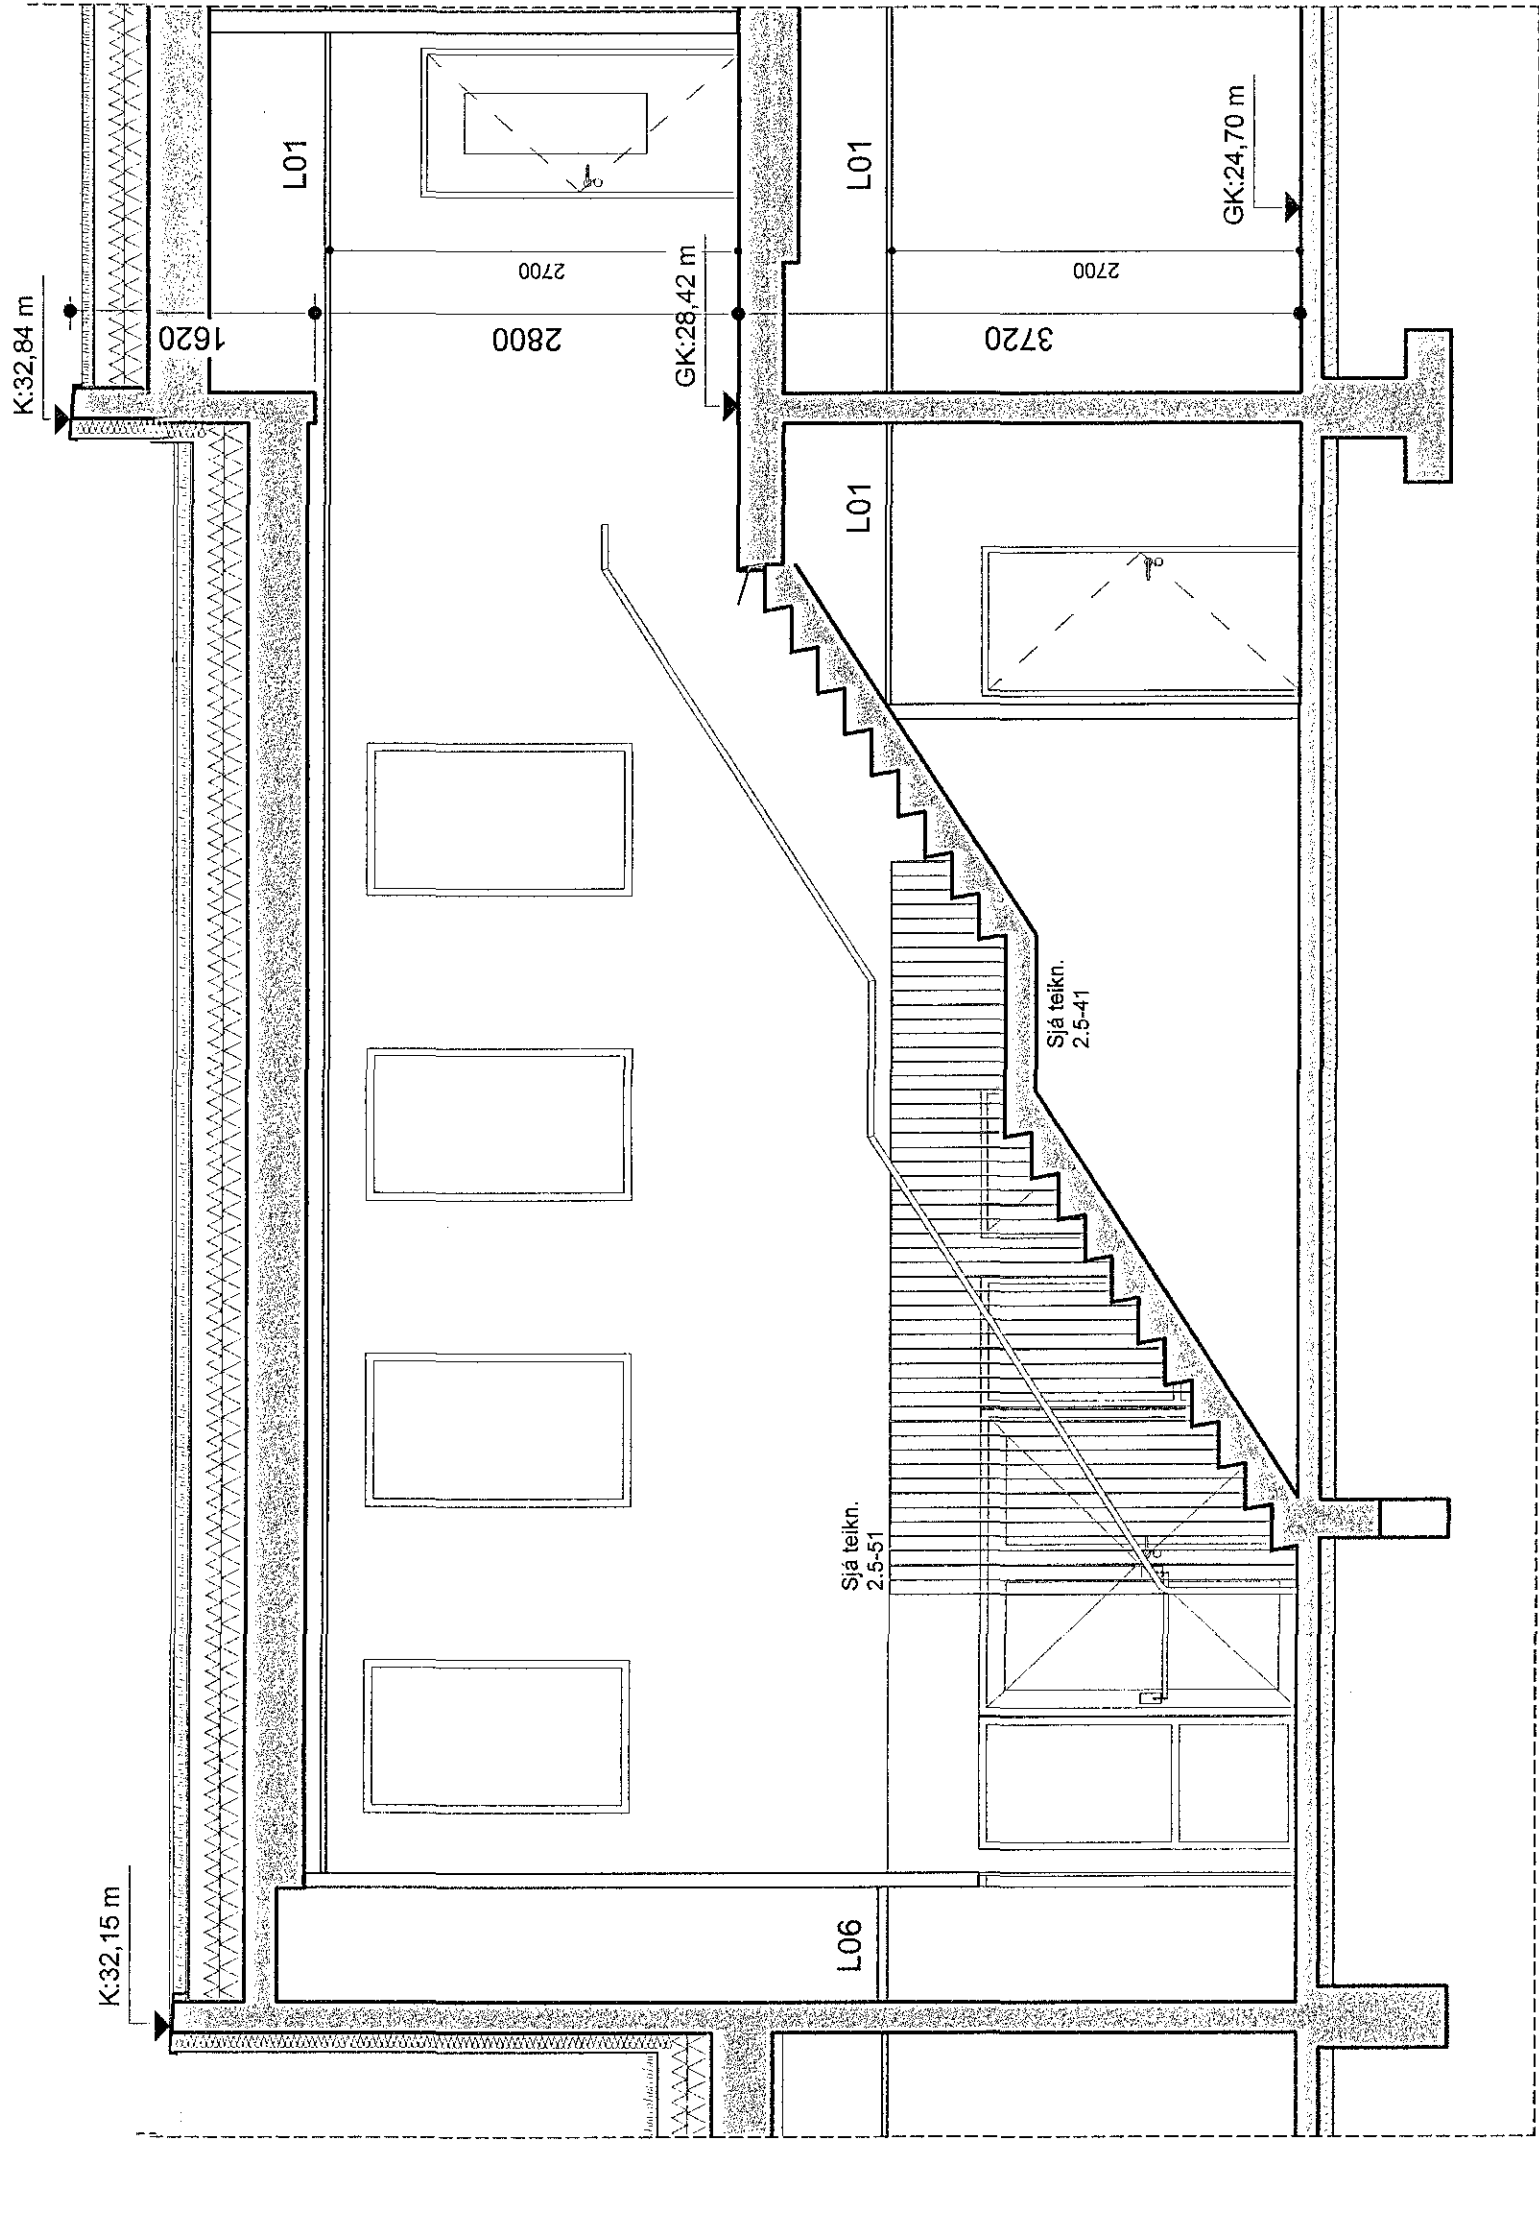 K:32,84 m
1620
L01
2700
2800
GK:28,42 m
L01
2700
3720
GK:24,70 m
L01
Sjá teikn.
2.5-41
Sjá teikn.
2.5-51
K:32,15 m
L06